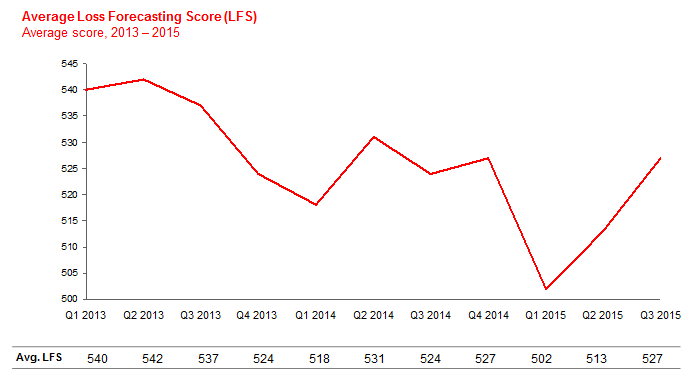 Average Loss Forecasting Score (LFS)
Average score, 2013 – 2015
545
540
535
530
525
520
515
510
505
500
Q1 2013 Q2 2013 Q3 2013 Q4 2013 Q1 2014 Q2 2014 Q3 2014 Q4 2014 Q1 2015 Q2 2015 Q3 2015
Avg. LFS 540 542 537 524 518 531 524 527 502 513 527